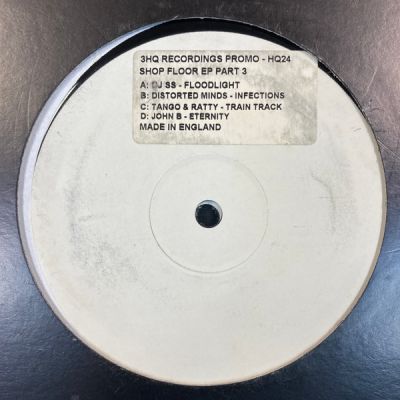 3HQ RECORDINGS PROMO - HQ24
SHOP FLOOR EP PART 3
A: DJ SS - FLOODLIGHT
B: DISTORTED MINDS - INFECTIONS
C: TANGO & RATTY - TRAIN TRACK
D: JOHN B - ETERNITY
MADE IN ENGLAND